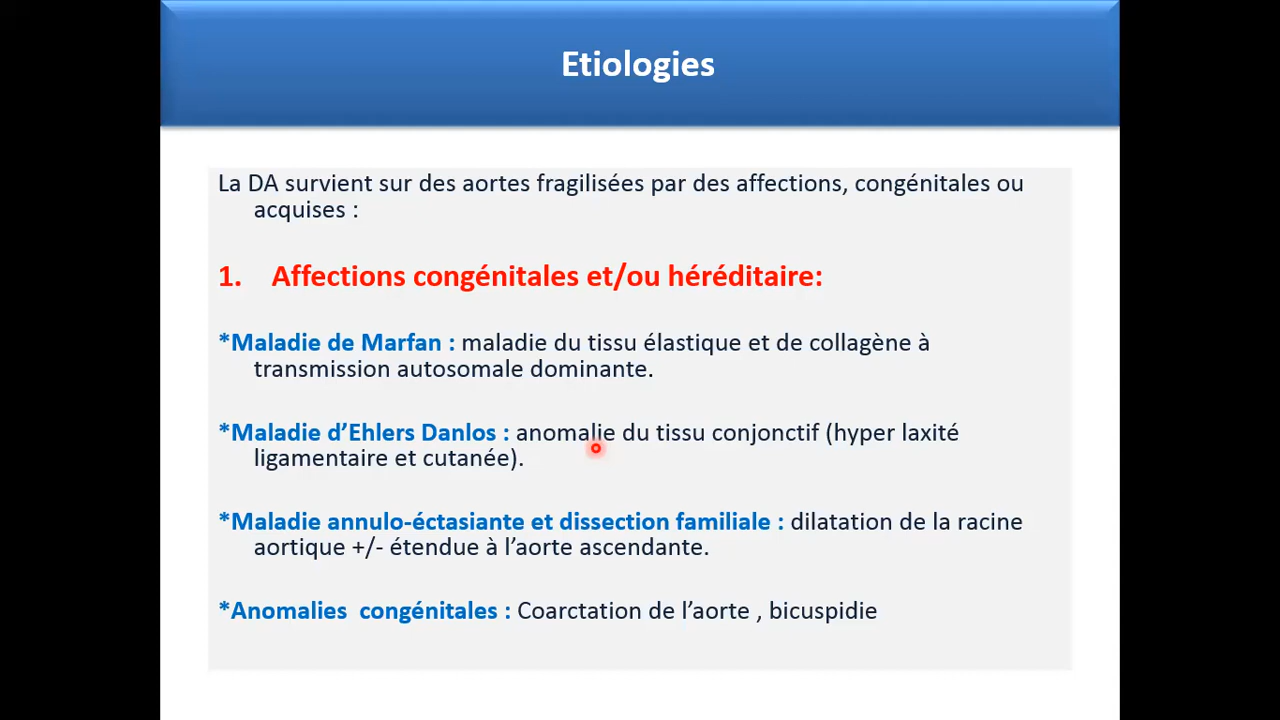 Etiologies
La DA survient sur des aortes fragilisées par des affections, congénitales ou
acquises :
1. Affections congénitales et/ou héréditaire:
*Maladie de Marfan : maladie du tissu élastique et de collagène à
transmission autosomale dominante.
*Maladie d’Ehlers Danlos : anomalie du tissu conjonctif (hyper laxité
ligamentaire et cutanée).
*Maladie annulo-éctasiante et dissection familiale : dilatation de la racine
aortique +/- étendue à l’aorte ascendante.
*Anomalies congénitales : Coarctation de l’aorte , bicuspidie